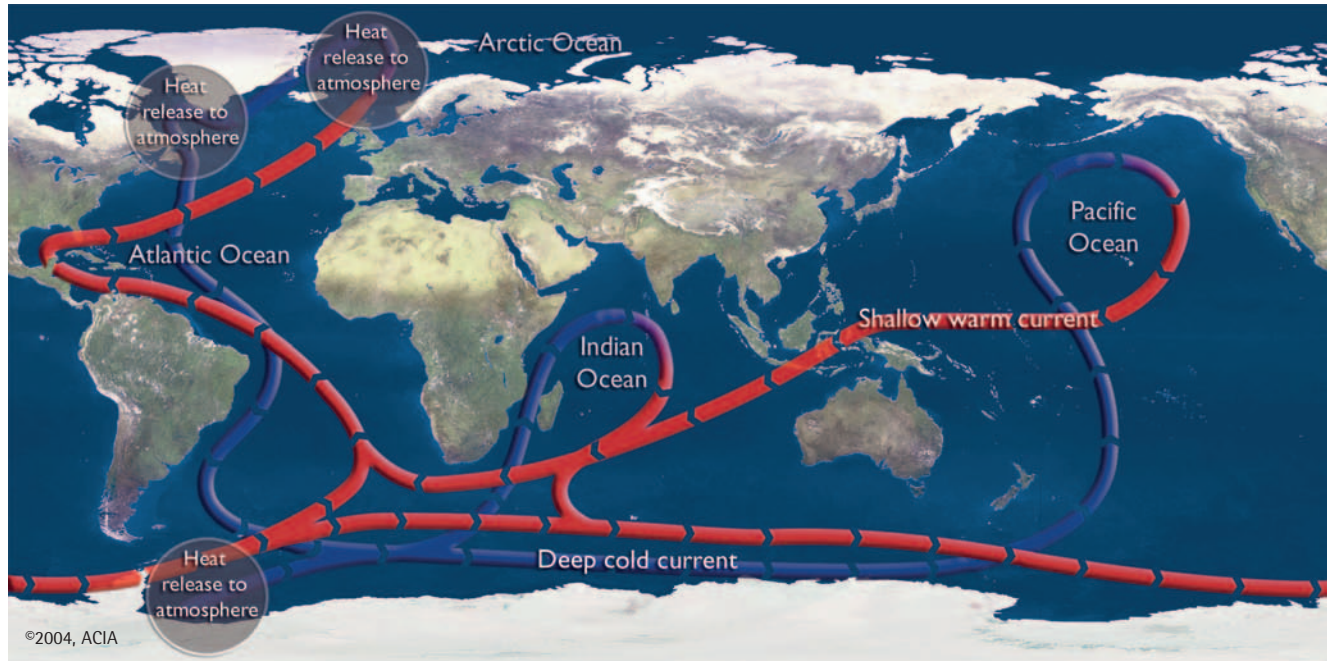 Heat
release to
atmosphere
Arctic Ocean
Heat
release to
atmosphere
Atlantic Ocean
Pacific
Ocean
Shallow warm current
Indian
Ocean
Deep cold current
Heat
release to
atmosphere
©2004, ACIA